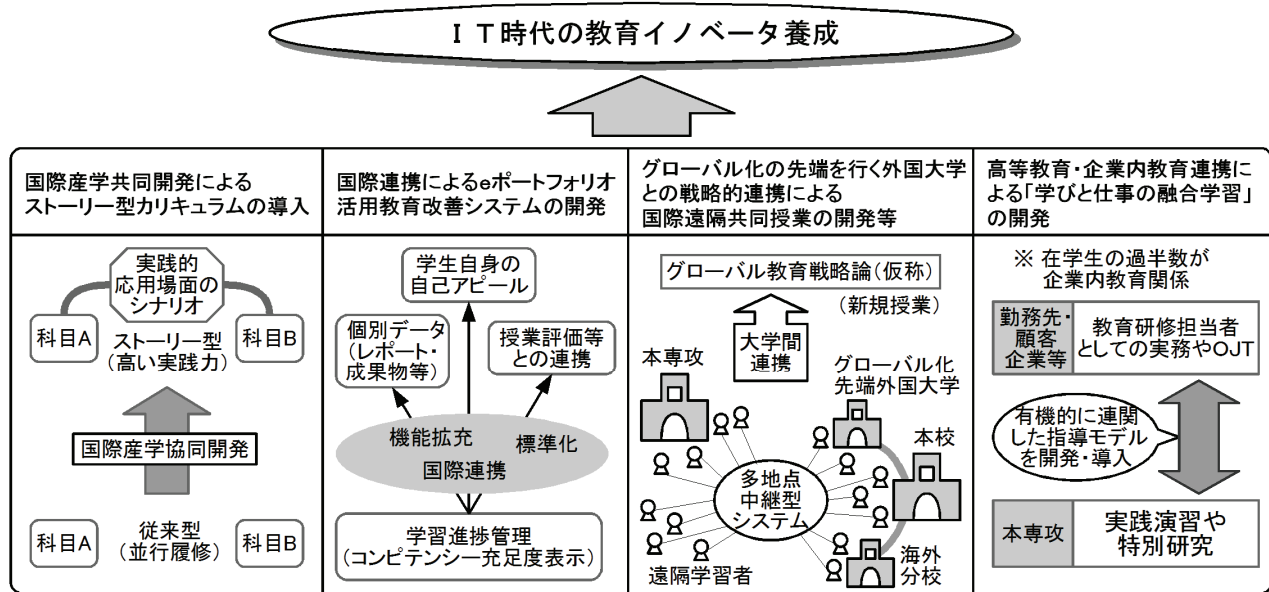 ＩＴ時代の教育イノベータ養成
国際産学共同開発による
ストーリー型カリキュラムの導入
実践的
応用場面の
シナリオ
科目A
科目B
ストーリー型
(高い実践力)
国際産学協同開発
科目A
従来型
(並行履修)
科目B
国際連携によるeポートフォリオ
活用教育改善システムの開発
学生自身の
自己アピール
個別データ
(レポート・
成果物等)
授業評価等
との連携
機能拡充
標準化
国際連携
学習進捗管理
(コンピテンシー充足度表示)
グローバル化の先端を行く外国大学
との戦略的連携による
国際遠隔共同授業の開発等
グローバル教育戦略論(仮称)
(新規授業)
大学間
連携
本専攻
グローバル化
先端外国大学
本校
多地点
中継型
システム
遠隔学習者
海外
分校
高等教育・企業内教育連携に
よる「学びと仕事の融合学習」
の開発
※ 在学生の過半数が
企業内教育関係
勤務先・
顧客
企業等
教育研修担当者
としての実務やOJT
有機的に連関
した指導モデル
を開発・導入
本専攻
実践演習や
特別研究